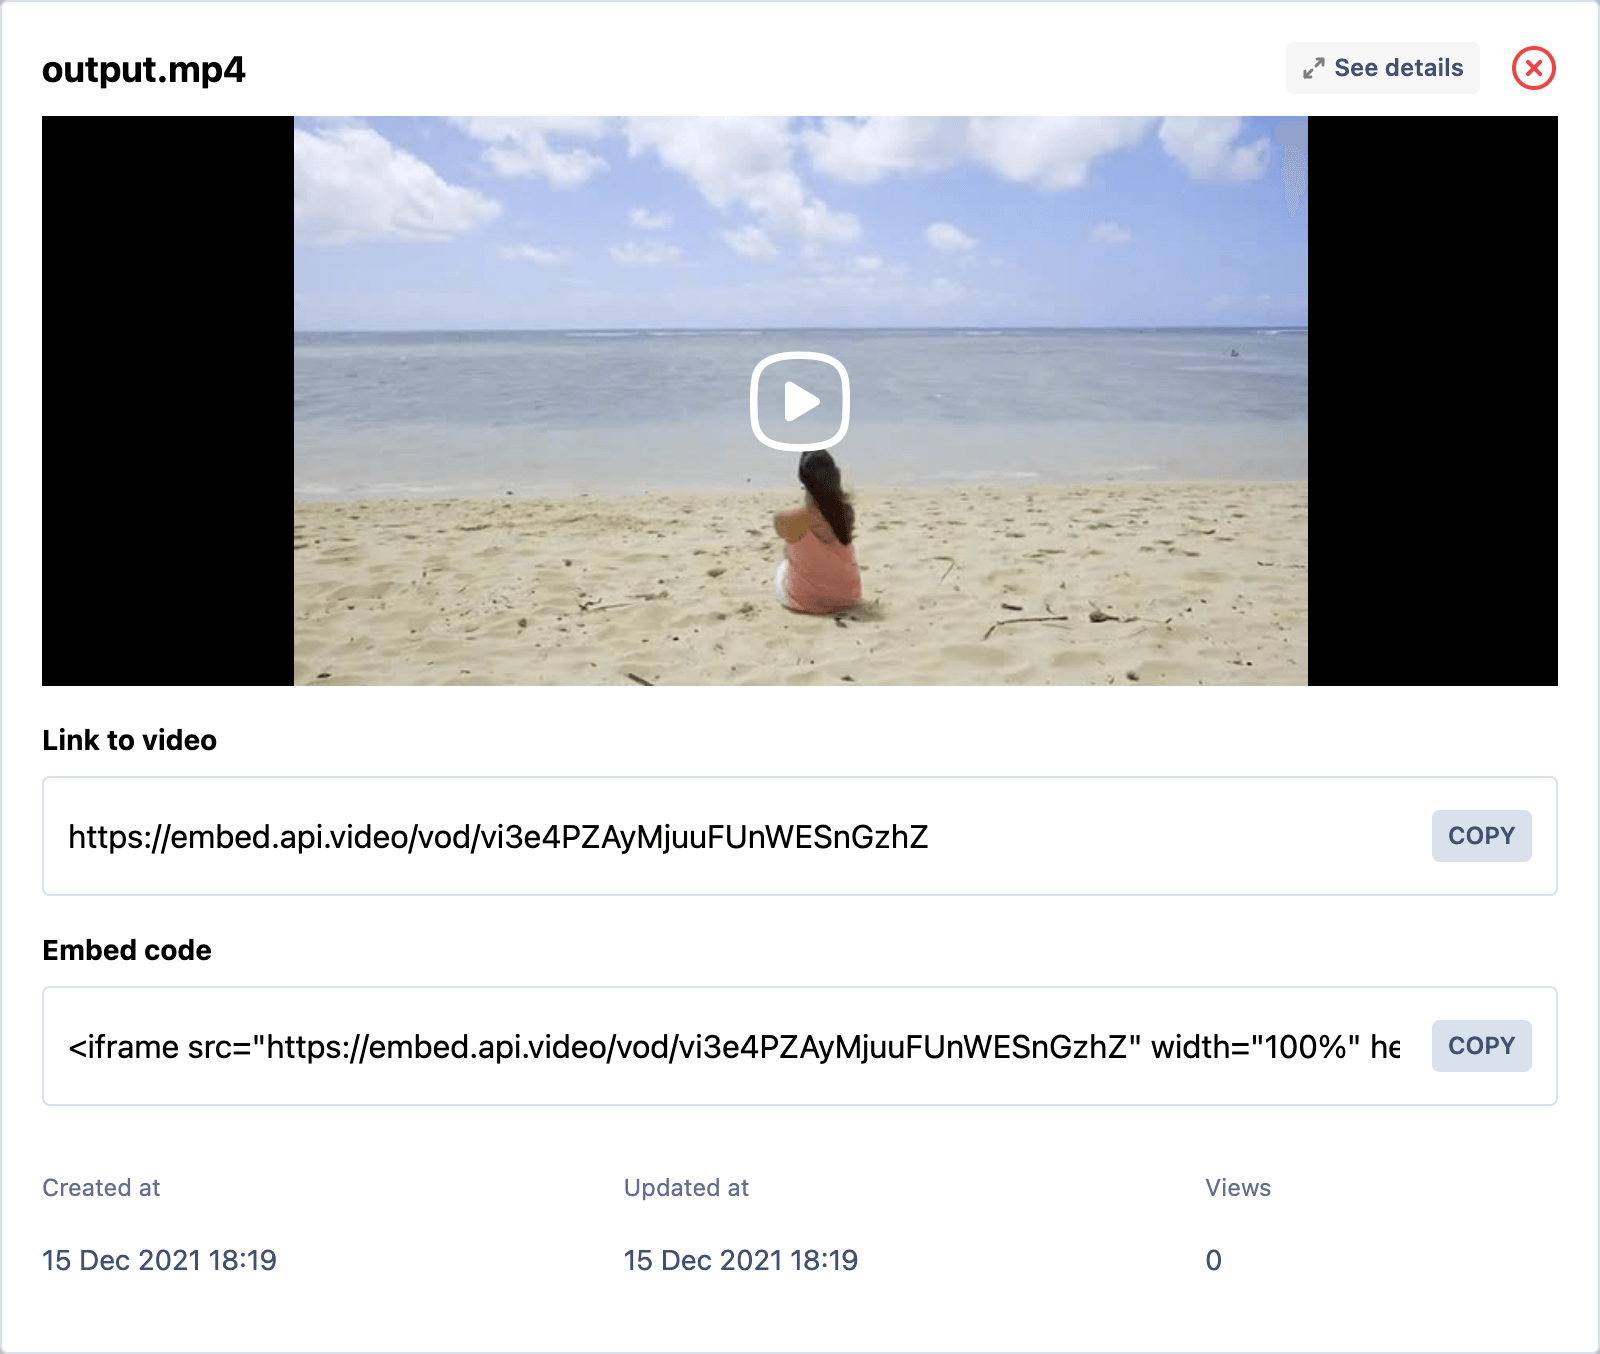 output.mp4
See details
Link to video
https://embed.api.video/vod/vi3e4PZAyMjuuFUnWESnGzhZ
COPY
Embed code
<iframe src="https://embed.api.video/vod/vi3e4PZAyMjuuFUnWESnGzhZ" width="100%" he
COPY
Created at
Updated at
Views
15 Dec 2021 18:19
15 Dec 2021 18:19
0